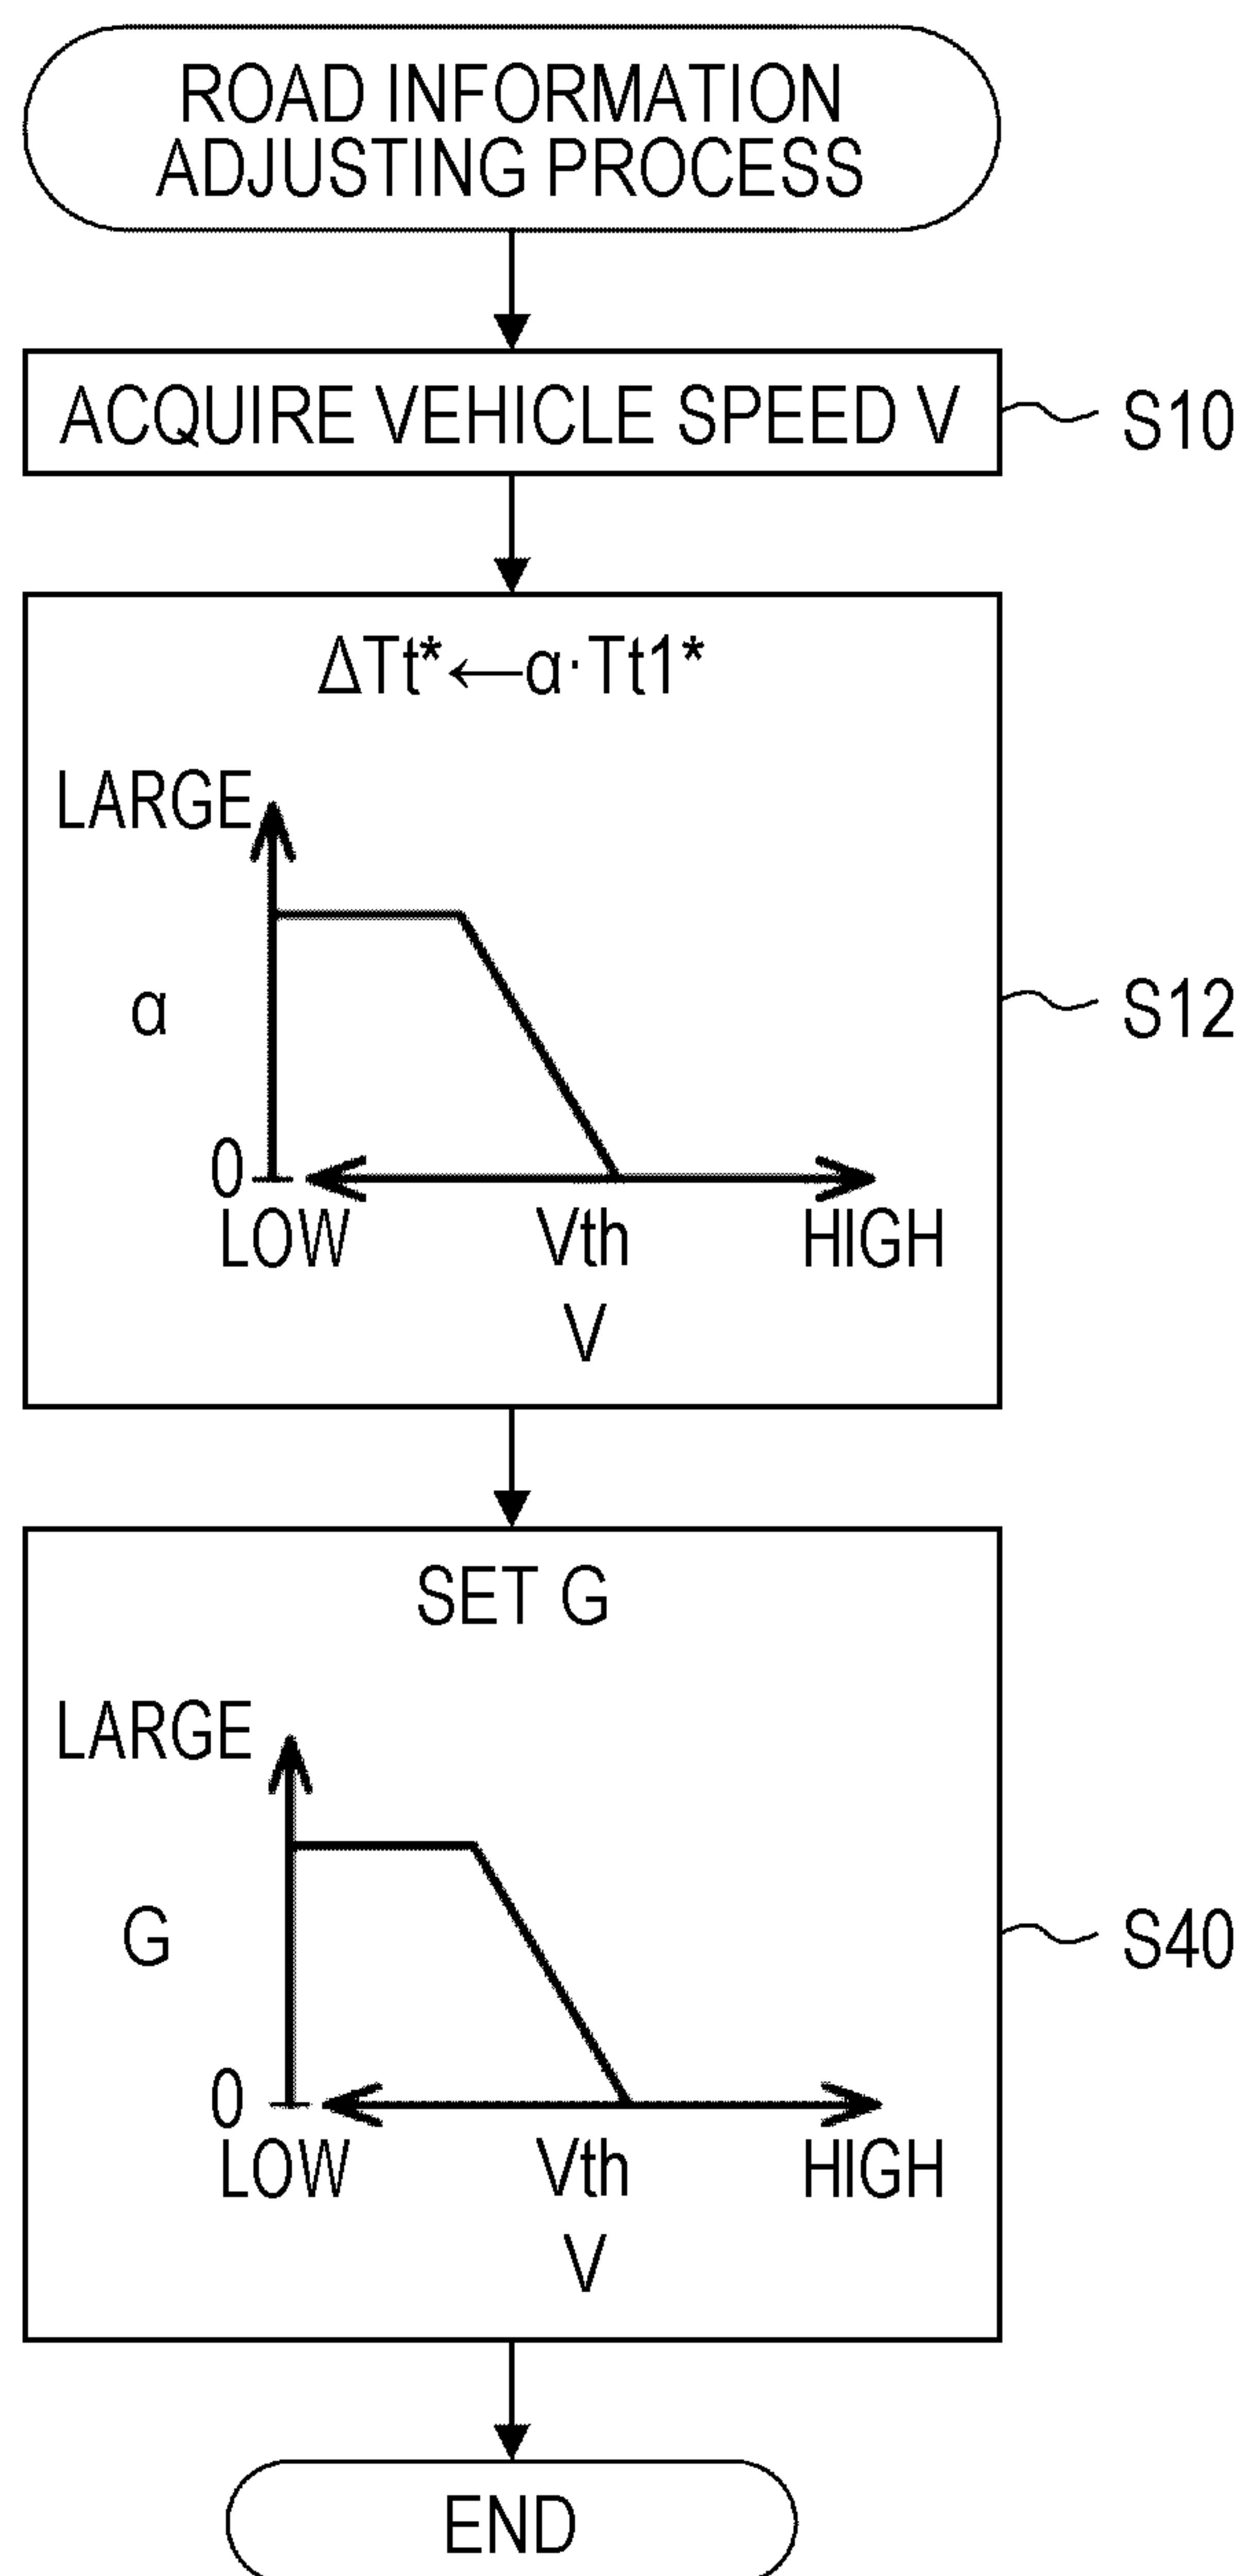 ROAD INFORMATION
ADJUSTING PROCESS
ACQUIRE VEHICLE SPEED V
S10
ΔTt*←α·Tt1*
LARGE
α
S12
0
LOW
Vth
HIGH
V
SET G
LARGE
G
S40
0
LOW
Vth
HIGH
V
END